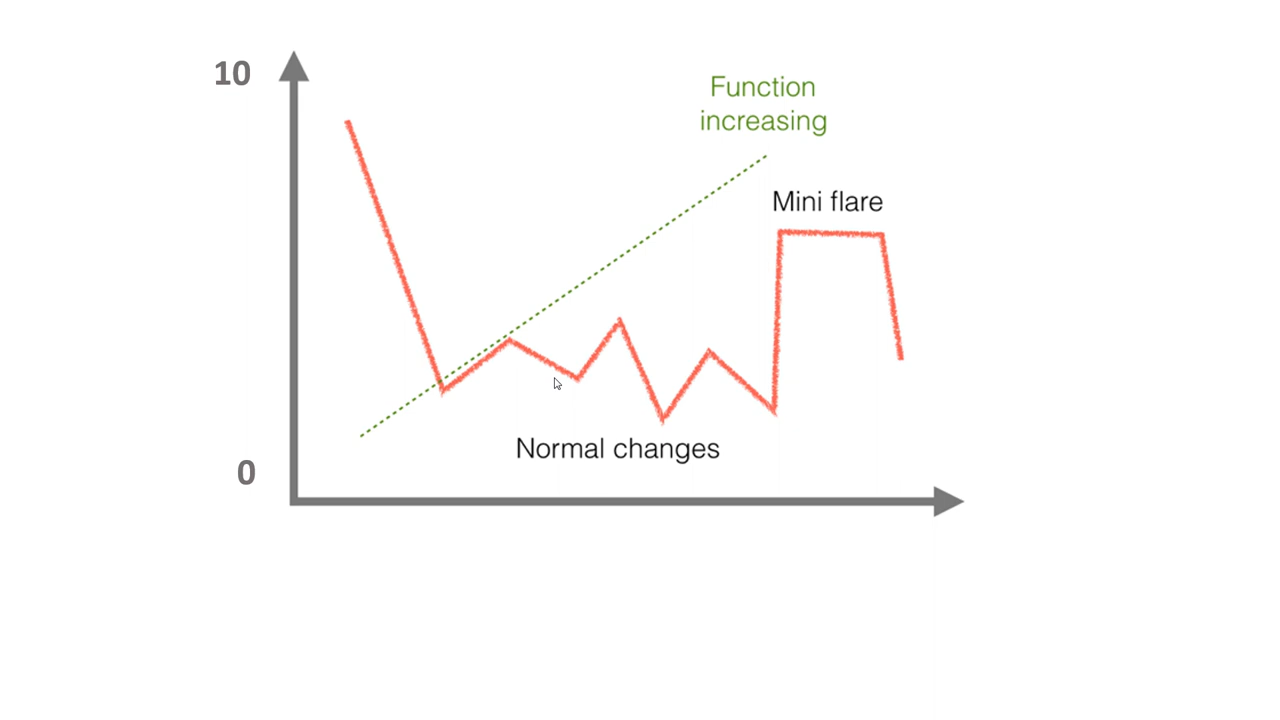 10
Function
increasing
Mini flare
Normal changes
0